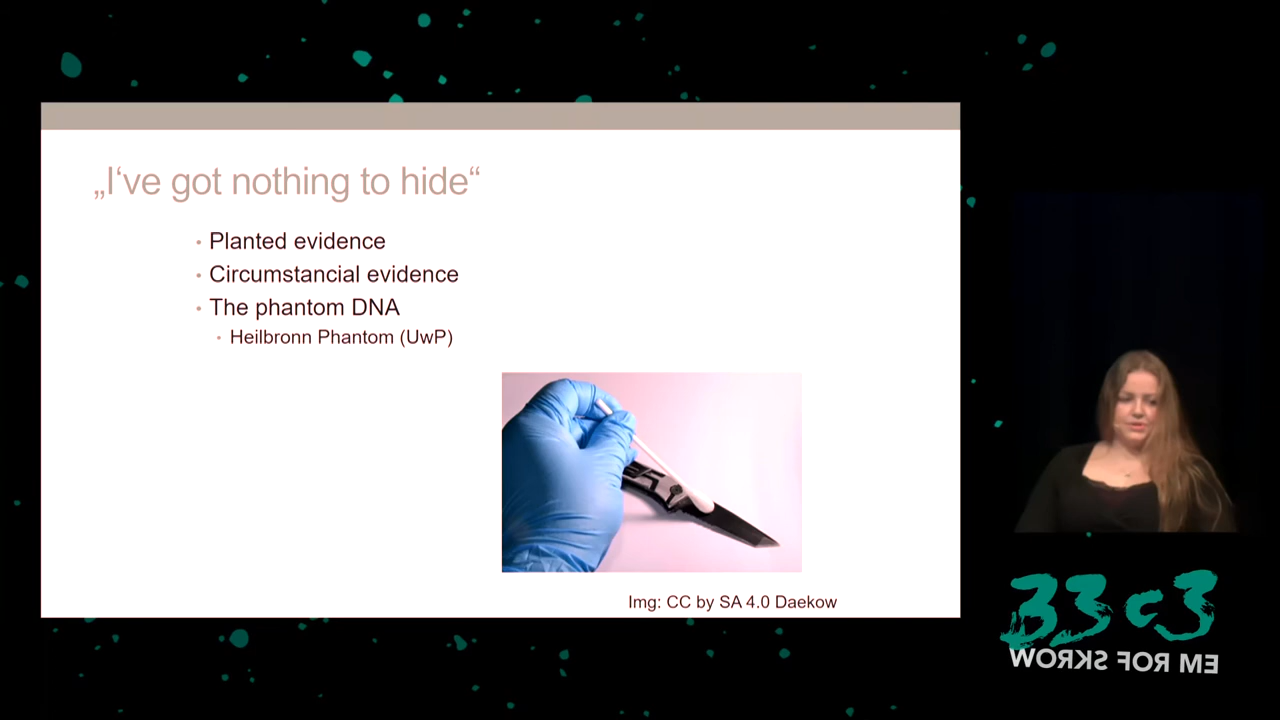 „I've got nothing to hide“
• Planted evidence
• Circumstancial evidence
• The phantom DNA
• Heilbronn Phantom (UwP)
Img: CC by SA 4.0 Daekow
33c3
WORKS FOR ME